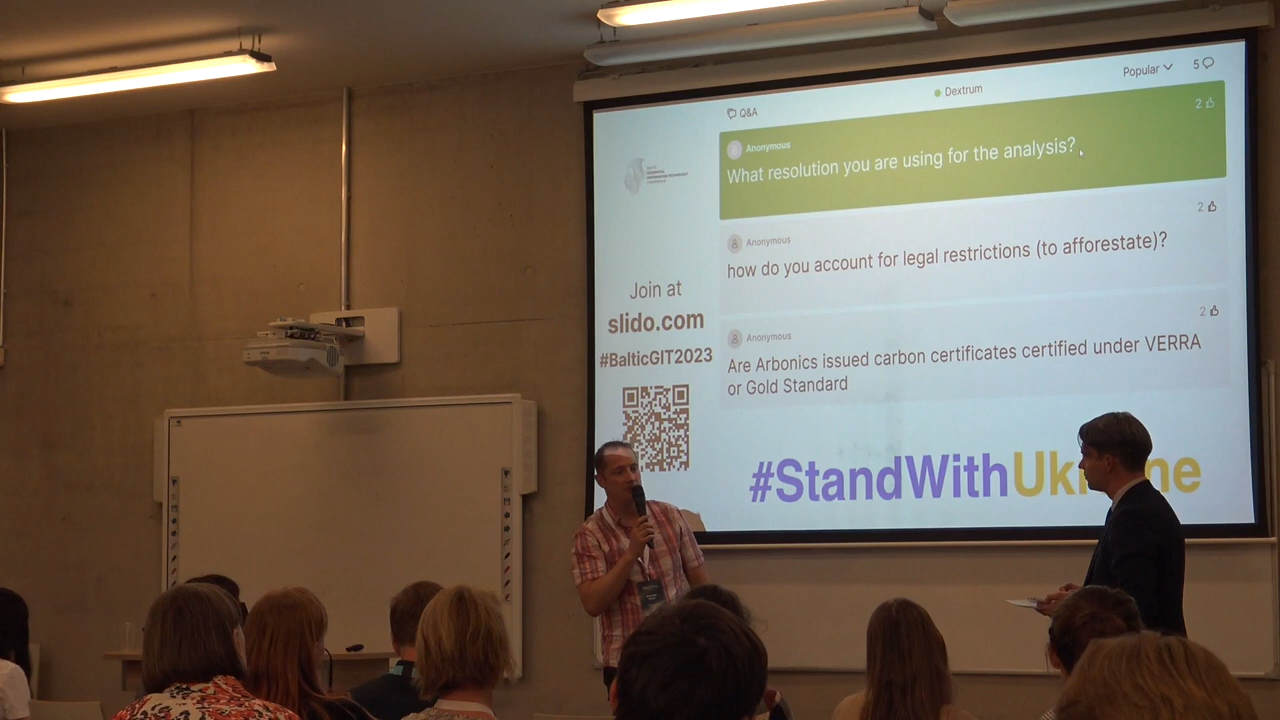 Q&A
Dextrum
Popular
5
Anonymous
2
What resolution you are using for the analysis?
Anonymous
2
how do you account for legal restrictions (to afforestate)?
Anonymous
2
Are Arbonics issued carbon certificates certified under VERRA
or Gold Standard
Join at
slido.com
#BalticGIT2023
#StandWithUk ne